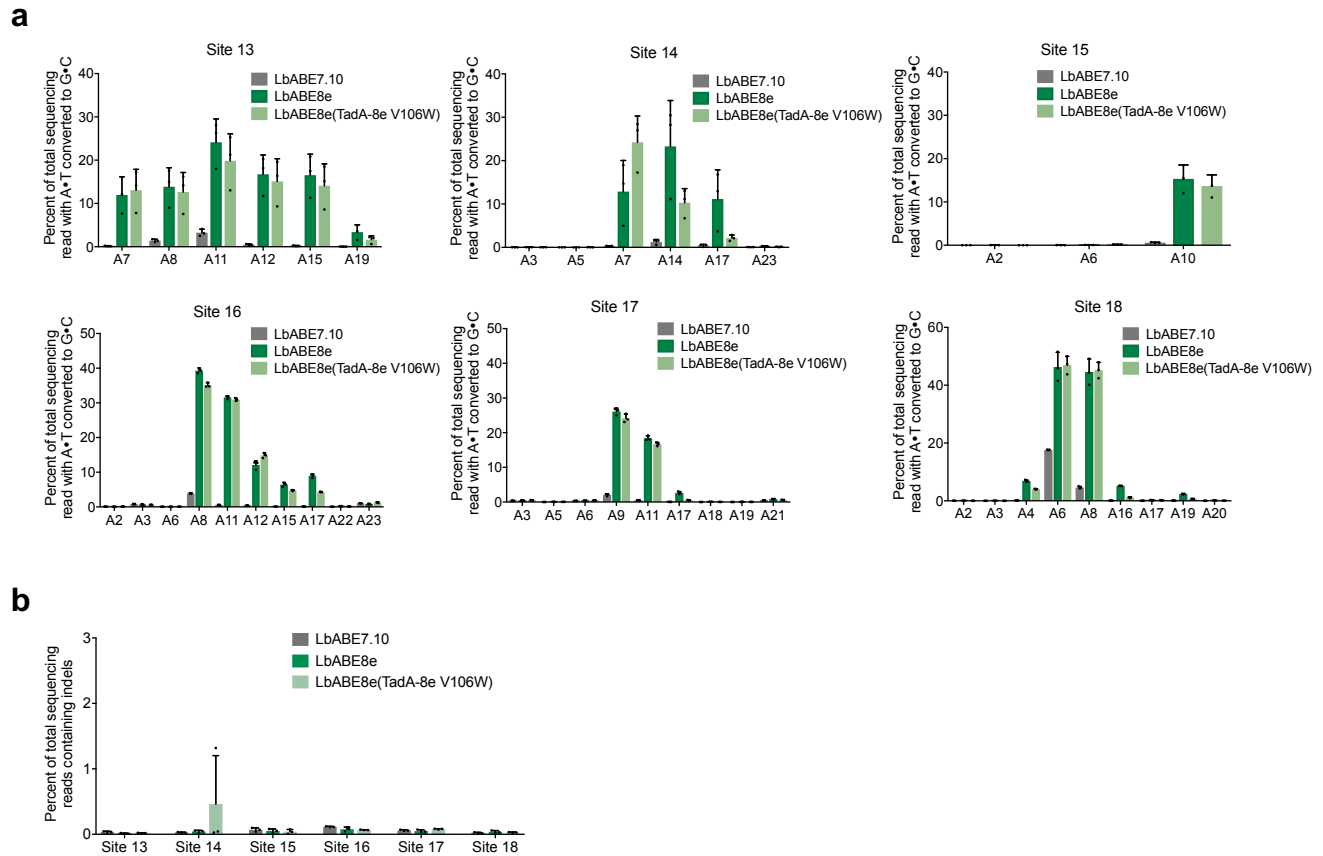 a
Site 13
Percent of total sequencing
read with A•T converted to G•C
40
30
20
10
0
LbABE7.10
LbABE8e
LbABE8e(TadA-8e V106W)
A7 A8 A11 A12 A15 A19
Site 14
Percent of total sequencing
read with A•T converted to G•C
40
30
20
10
0
LbABE7.10
LbABE8e
LbABE8e(TadA-8e V106W)
A3 A5 A7 A14 A17 A23
Site 15
Percent of total sequencing
read with A•T converted to G•C
40
30
20
10
0
LbABE7.10
LbABE8e
LbABE8e(TadA-8e V106W)
A2 A6 A10
Site 16
Percent of total sequencing
read with A•T converted to G•C
50
40
30
20
10
0
LbABE7.10
LbABE8e
LbABE8e(TadA-8e V106W)
A2 A3 A6 A8 A11 A12 A15 A17 A22 A23
Site 17
Percent of total sequencing
read with A•T converted to G•C
50
40
30
20
10
0
LbABE7.10
LbABE8e
LbABE8e(TadA-8e V106W)
A3 A5 A6 A9 A11 A17 A18 A19 A21
Site 18
Percent of total sequencing
read with A•T converted to G•C
60
40
20
0
LbABE7.10
LbABE8e
LbABE8e(TadA-8e V106W)
A2 A3 A4 A6 A8 A16 A17 A19 A20
b
Percent of total sequencing
reads containing indels
3
2
1
0
LbABE7.10
LbABE8e
LbABE8e(TadA-8e V106W)
Site 13 Site 14 Site 15 Site 16 Site 17 Site 18